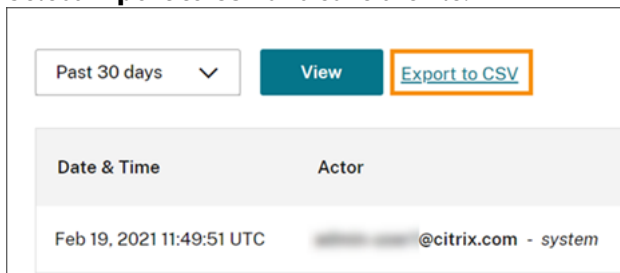 Past 30 days View Export to CSV
Date & Time Actor
Feb 19, 2021 11:49:51 UTC @citrix.com - system